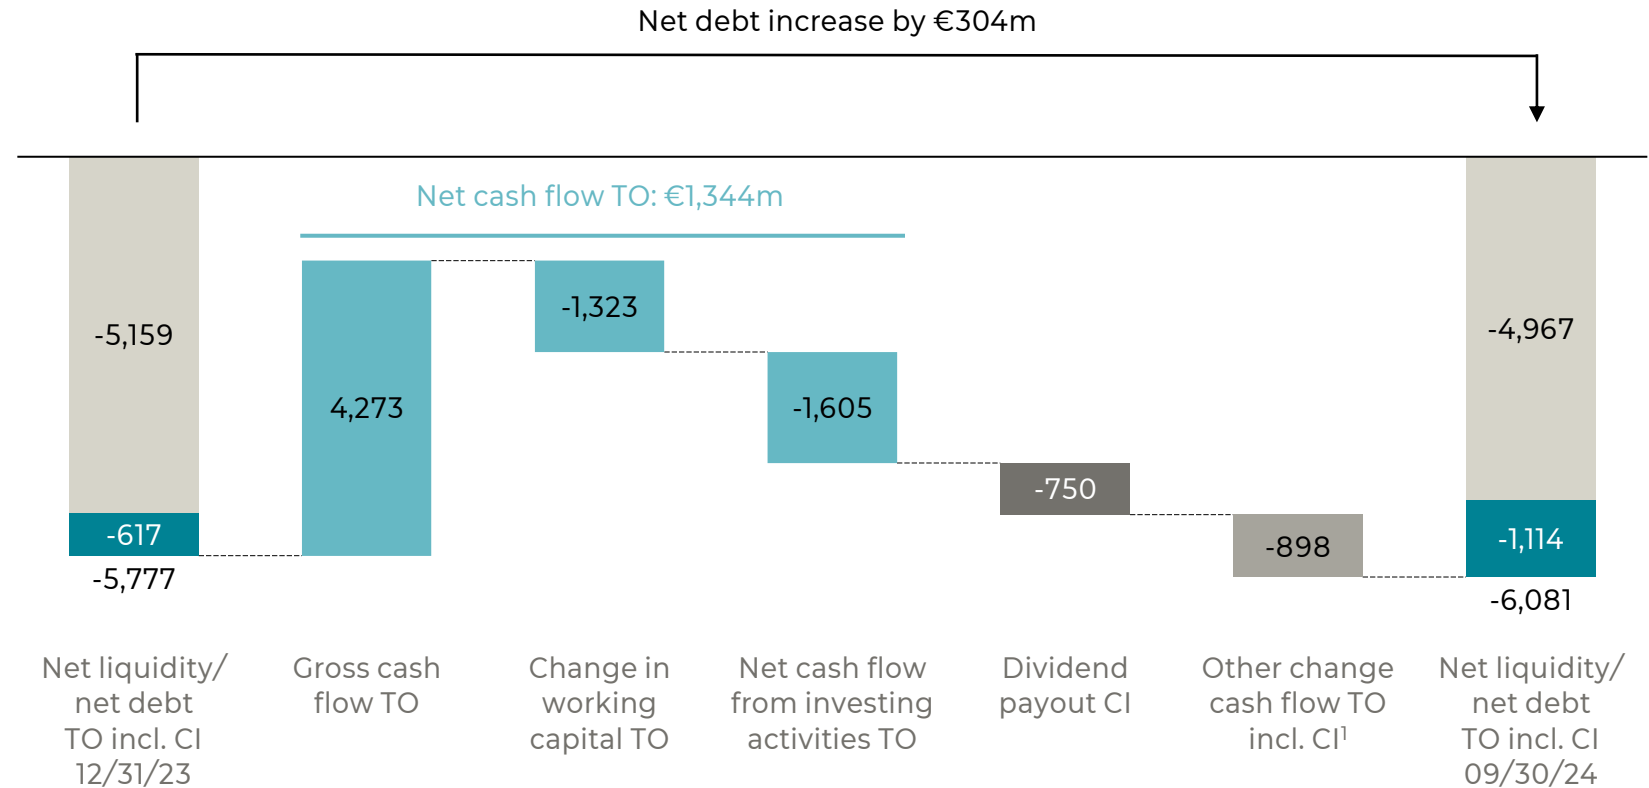 Net debt increase by €304m
Net cash flow TO: €1,344m
-5,159
-617
-5,777
4,273
-1,323
-1,605
-750
-898
-4,967
-1,114
-6,081
Net liquidity/
net debt
TO incl. CI
12/31/23
Gross cash
flow TO
Change in
working
capital TO
Net cash flow
from investing
activities TO
Dividend
payout CI
Other change
cash flow TO
incl. CI¹
Net liquidity/
net debt
TO incl. CI
09/30/24